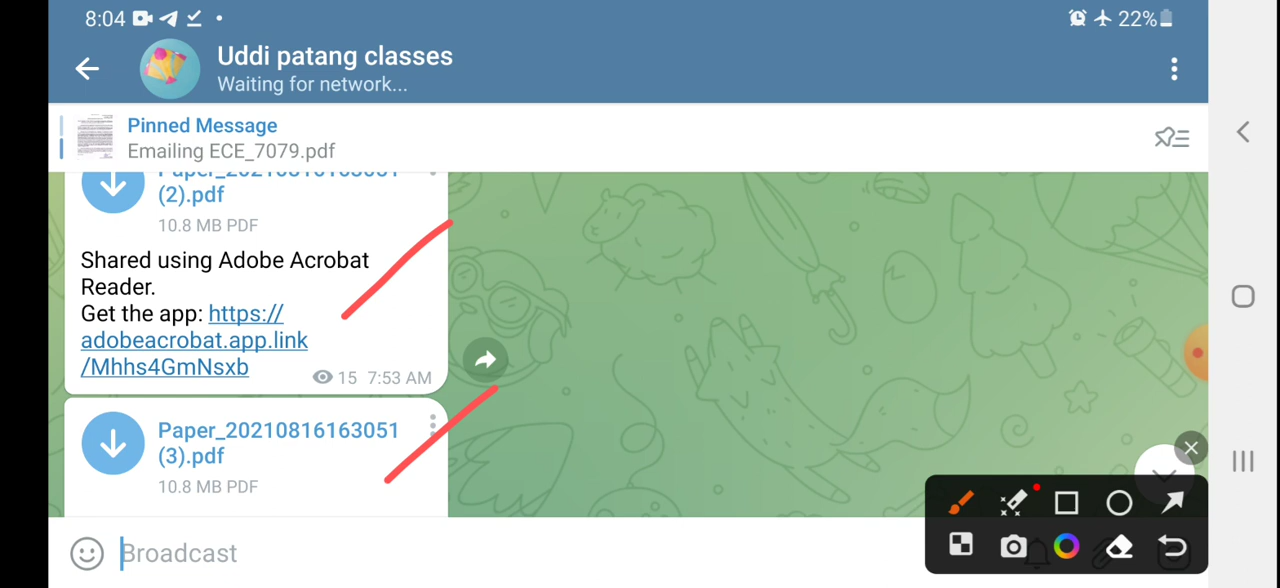 8:04
22%
Uddi patang classes
Waiting for network...
Pinned Message
Emailing ECE_7079.pdf
Paper_20210816163051
(2).pdf
10.8 MB PDF
Shared using Adobe Acrobat
Reader.
Get the app: https://
adobeacrobat.app.link
/Mhhs4GmNsxb
15 7:53 AM
Paper_20210816163051
(3).pdf
10.8 MB PDF
Broadcast